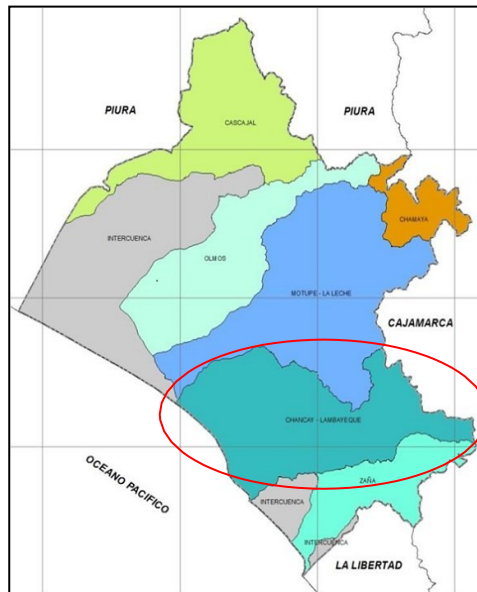 PIURA
PIURA
CASCAJAL
CHAMAYA
INTERCUENCA
OLMOS
MOTUPE - LA LECHE
CAJAMARCA
CHANCAY - LAMBAYEQUE
OCEANO PACIFICO
ZAÑA
INTERCUENCA
INTERCUENCA
LA LIBERTAD